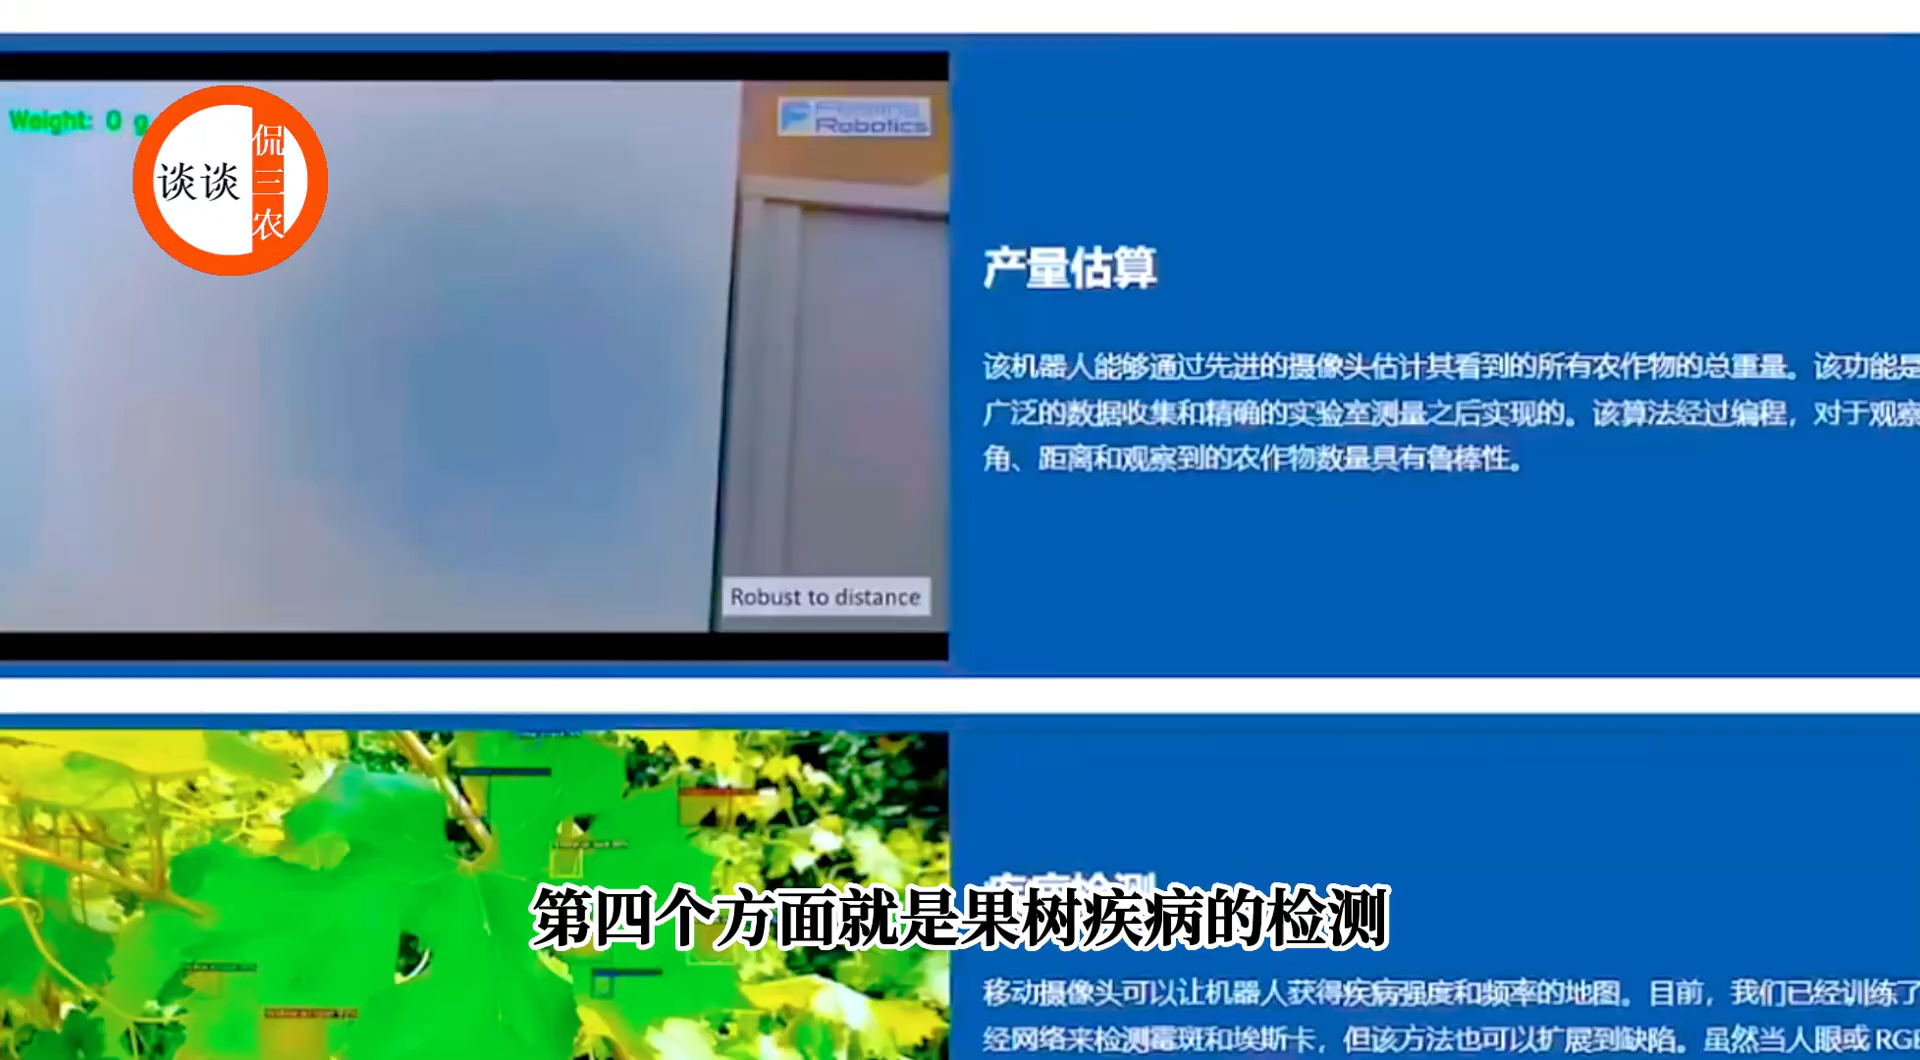 Weight: 0 g
谈谈
侃三农
Robotics
Robust to distance
产量估算
该机器人能够通过先进的摄像头估计其看到的所有农作物的总重量。该功能是
广泛的数据收集和精确的实验室测量之后实现的。该算法经过编程，对于观察
角、距离和观察到的农作物数量具有鲁棒性。
第四个方面就是果树疾病的检测
移动摄像头可以让机器人获得疾病强度和频率的地图。目前，我们已经训练了
经网络来检测霉斑和埃斯卡，但该方法也可以扩展到缺陷。虽然当人眼或 RGB